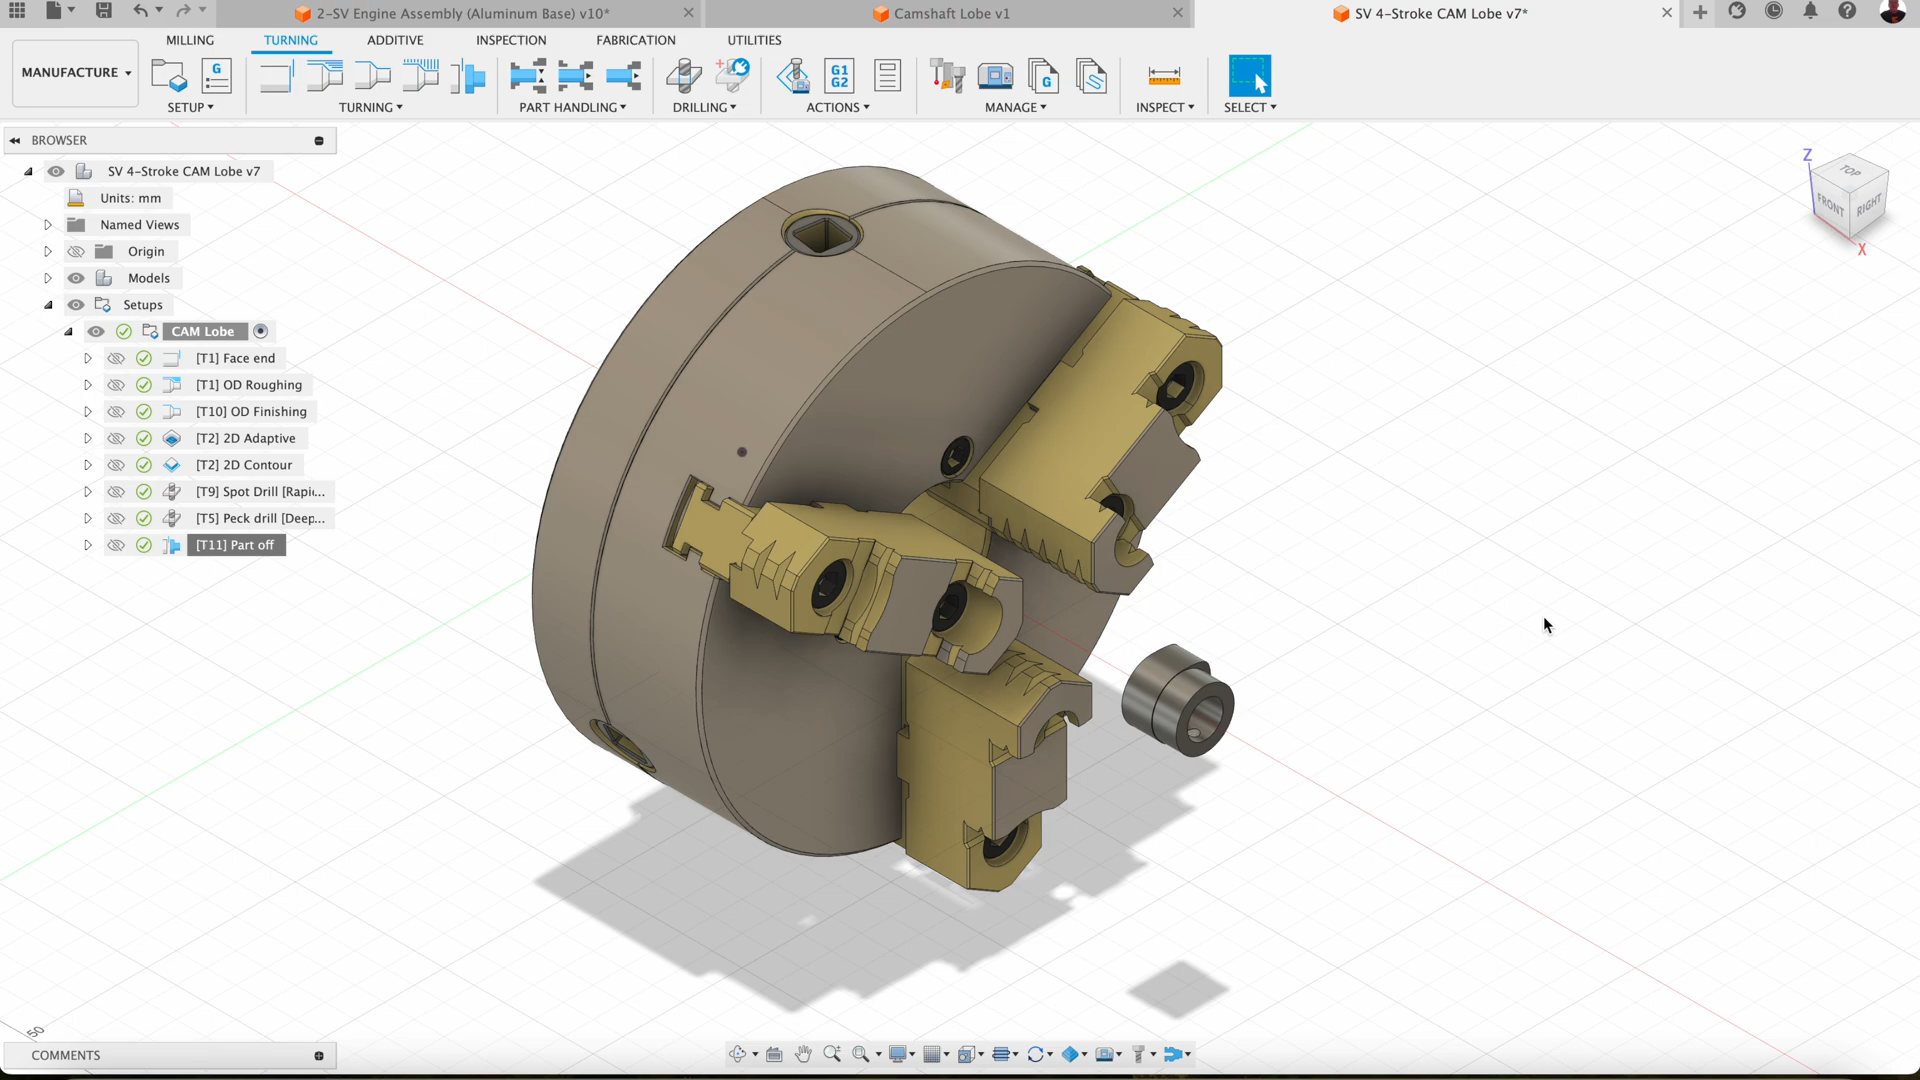 2-SV Engine Assembly (Aluminum Base) v10*
Camshaft Lobe v1
SV 4-Stroke CAM Lobe v7*
MILLING
TURNING
ADDITIVE
INSPECTION
FABRICATION
UTILITIES
MANUFACTURE
G
G1
G2
G
SETUP
TURNING
PART HANDLING
DRILLING
ACTIONS
MANAGE
INSPECT
SELECT
BROWSER
SV 4-Stroke CAM Lobe v7
Units: mm
Named Views
Origin
Models
Setups
CAM Lobe
[T1] Face end
[T1] OD Roughing
[T10] OD Finishing
[T2] 2D Adaptive
[T2] 2D Contour
[T9] Spot Drill [Rapi...
[T5] Peck drill [Deep...
[T11] Part off
Z
TOP
FRONT
RIGHT
X
50
COMMENTS